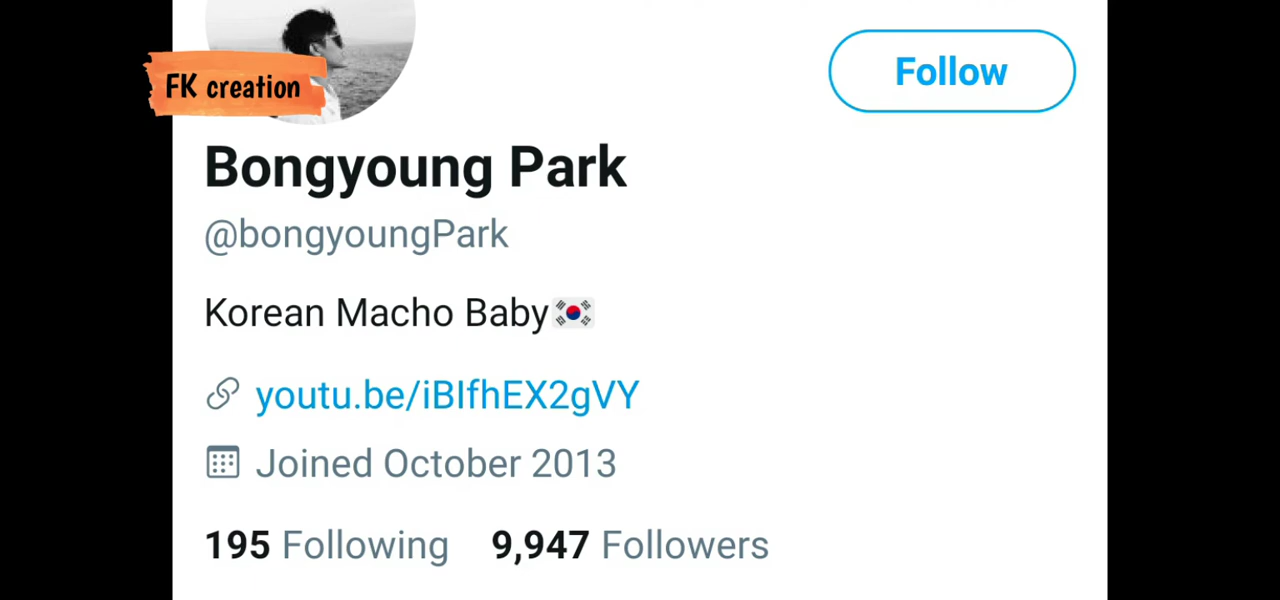 FK creation
Follow
Bongyoung Park
@bongyoungPark
Korean Macho Baby🇰🇷
youtu.be/iBIfhEX2gVY
Joined October 2013
195 Following 9,947 Followers